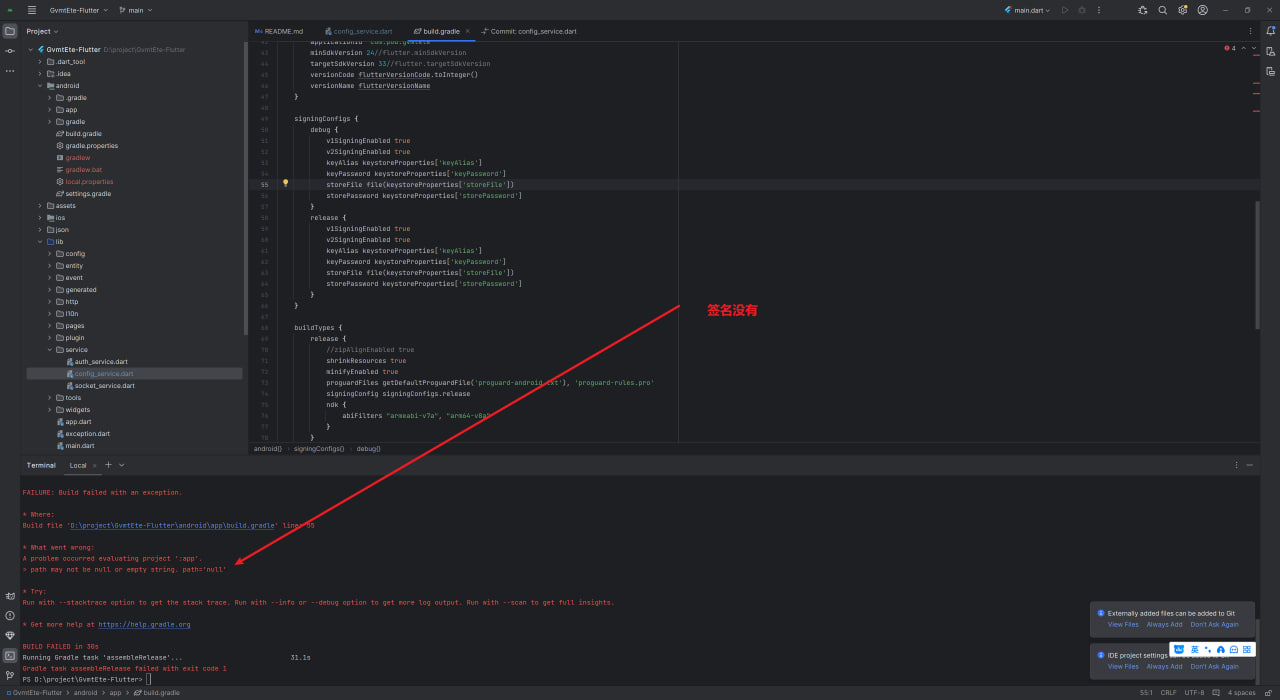 GvmtEte-Flutter
main
main.dart
Project
README.md
config_service.dart
build.gradle
Commit: config_service.dart
GvmtEte-Flutter D:\project\GvmtEte-Flutter
.dart_tool
.idea
android
.gradle
app
gradle
build.gradle
gradle.properties
gradlew
gradlew.bat
local.properties
settings.gradle
assets
ios
json
lib
config
entity
event
generated
http
l10n
pages
plugin
service
auth_service.dart
config_service.dart
socket_service.dart
tools
widgets
app.dart
exception.dart
main.dart
4
43 minSdkVersion 24//flutter.minSdkVersion
44 targetSdkVersion 33//flutter.targetSdkVersion
45 versionCode flutterVersionCode.toInteger()
46 versionName flutterVersionName
47 }
48
49 signingConfigs {
50 debug {
51 v1SigningEnabled true
52 v2SigningEnabled true
53 keyAlias keystoreProperties['keyAlias']
54 keyPassword keystoreProperties['keyPassword']
55 storeFile file(keystoreProperties['storeFile'])
56 storePassword keystoreProperties['storePassword']
57 }
58 release {
59 v1SigningEnabled true
60 v2SigningEnabled true
61 keyAlias keystoreProperties['keyAlias']
62 keyPassword keystoreProperties['keyPassword']
63 storeFile file(keystoreProperties['storeFile'])
64 storePassword keystoreProperties['storePassword']
65 }
66 }
67
68 buildTypes {
69 release {
70 //zipAlignEnabled true
71 shrinkResources true
72 minifyEnabled true
73 proguardFiles getDefaultProguardFile('proguard-android.txt'), 'proguard-rules.pro'
74 signingConfig signingConfigs.release
75 ndk {
76 abiFilters "armeabi-v7a", "arm64-v8a"
77 }
78 }
签名没有
android{} › signingConfigs{} › debug{}
Terminal Local
FAILURE: Build failed with an exception.
* Where:
Build file 'D:\project\GvmtEte-Flutter\android\app\build.gradle' line: 55
* What went wrong:
A problem occurred evaluating project ':app'.
> path may not be null or empty string. path='null'
* Try:
Run with --stacktrace option to get the stack trace. Run with --info or --debug option to get more log output. Run with --scan to get full insights.
* Get more help at https://help.gradle.org
BUILD FAILED in 30s
Running Gradle task 'assembleRelease'... 31.1s
Gradle task assembleRelease failed with exit code 1
PS D:\project\GvmtEte-Flutter>
Externally added files can be added to Git
View Files Always Add Don't Ask Again
IDE project settings
英
View Files Always Add Don't Ask Again
GvmtEte-Flutter › android › app › build.gradle
55:1 CRLF UTF-8 4 spaces